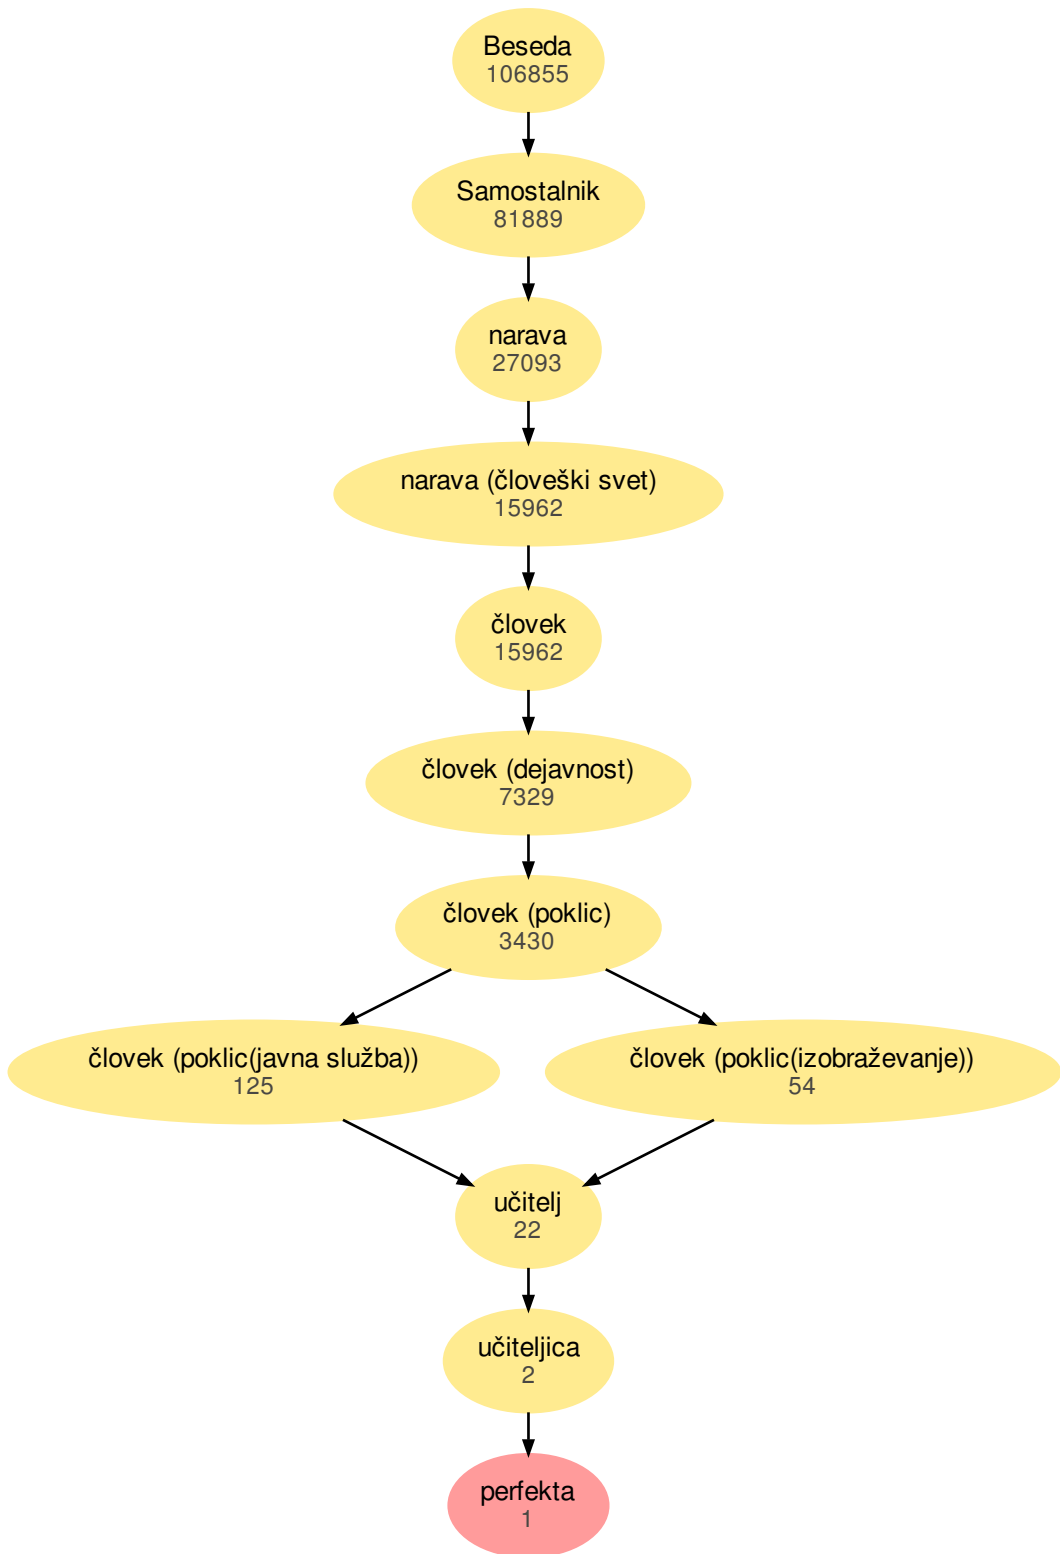 Beseda
106855
Samostalnik
81889
narava
27093
narava (človeški svet)
15962
človek
15962
človek (dejavnost)
7329
človek (poklic)
3430
človek (poklic(javna služba))
125
človek (poklic(izobraževanje))
54
učitelj
22
učiteljica
2
perfekta
1